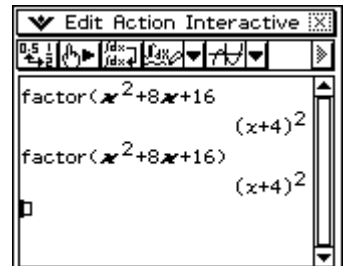 Edit Action Interactive
factor(x²+8x+16
(x+4)²
factor(x²+8x+16)
(x+4)²